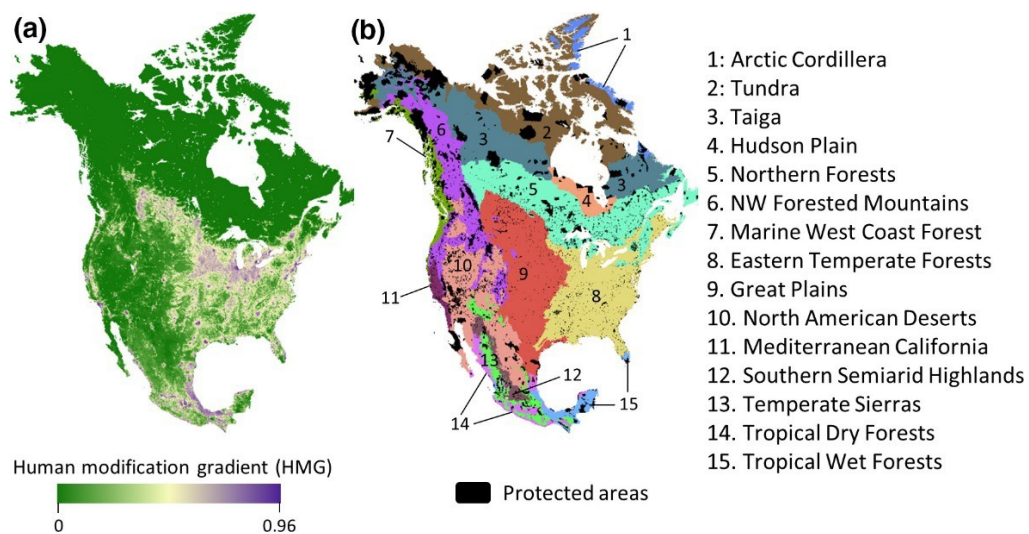 (a)
(b)
1
1: Arctic Cordillera
2: Tundra
3. Taiga
4: Hudson Plain
5. Northern Forests
6. NW Forested Mountains
7. Marine West Coast Forest
8. Eastern Temperate Forests
9. Great Plains
10. North American Deserts
11. Mediterranean California
12. Southern Semiarid Highlands
13. Temperate Sierras
14. Tropical Dry Forests
15. Tropical Wet Forests
7
6
3
2
3
5
4
10
9
8
11
13
12
14
15
Human modification gradient (HMG)
0
0.96
Protected areas